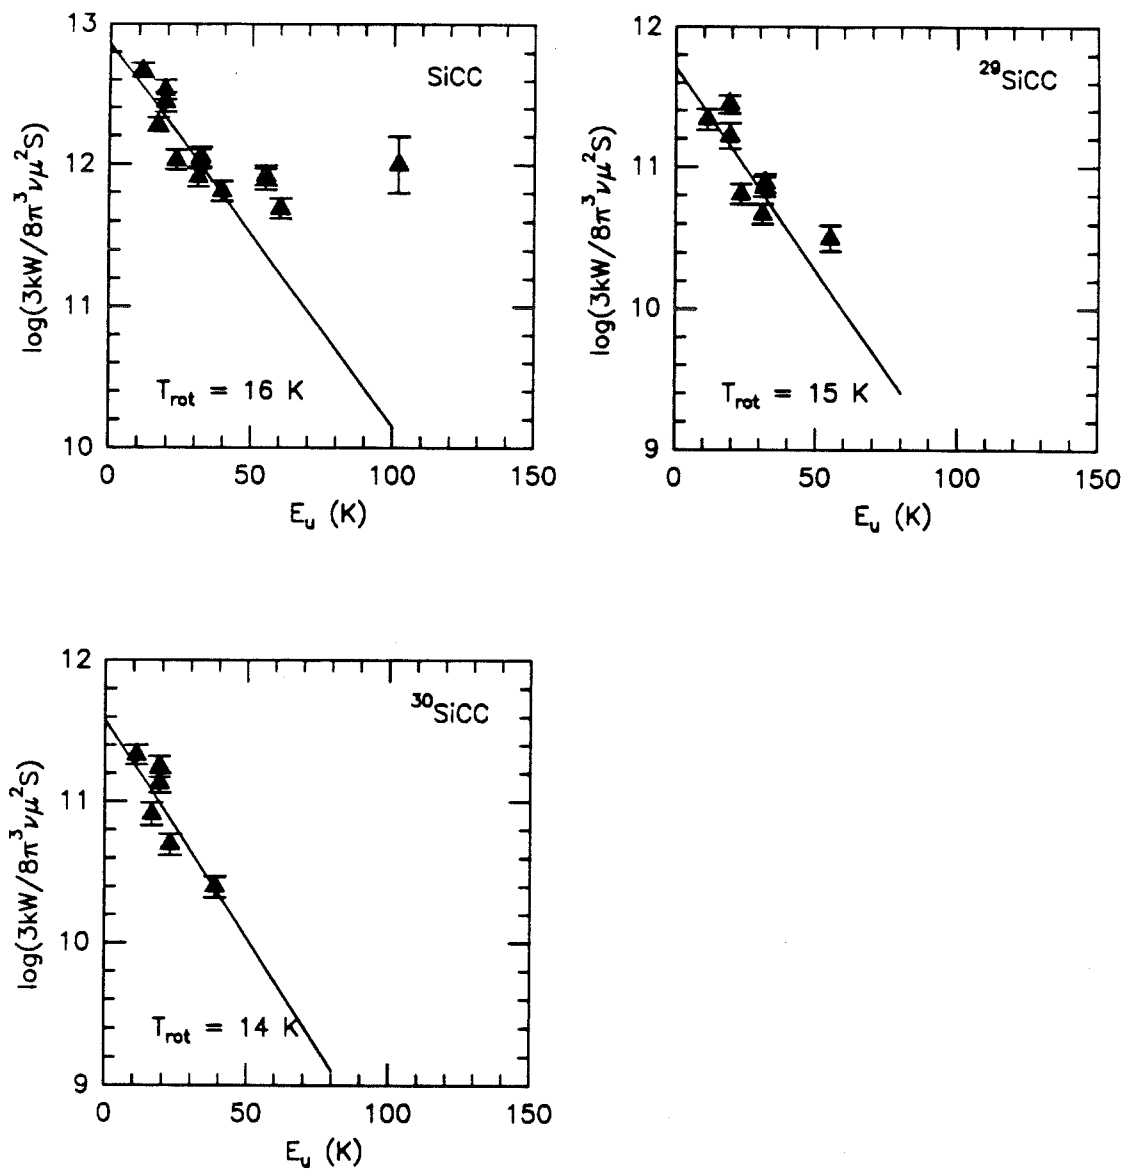 13
SiCC
12
11
10
log(3kW/8π³νμ²S)
T_rot = 16 K
0 50 100 150
E_u (K)
12
²⁹SiCC
11
10
9
log(3kW/8π³νμ²S)
T_rot = 15 K
0 50 100 150
E_u (K)
12
³⁰SiCC
11
10
9
log(3kW/8π³νμ²S)
T_rot = 14 K
0 50 100 150
E_u (K)